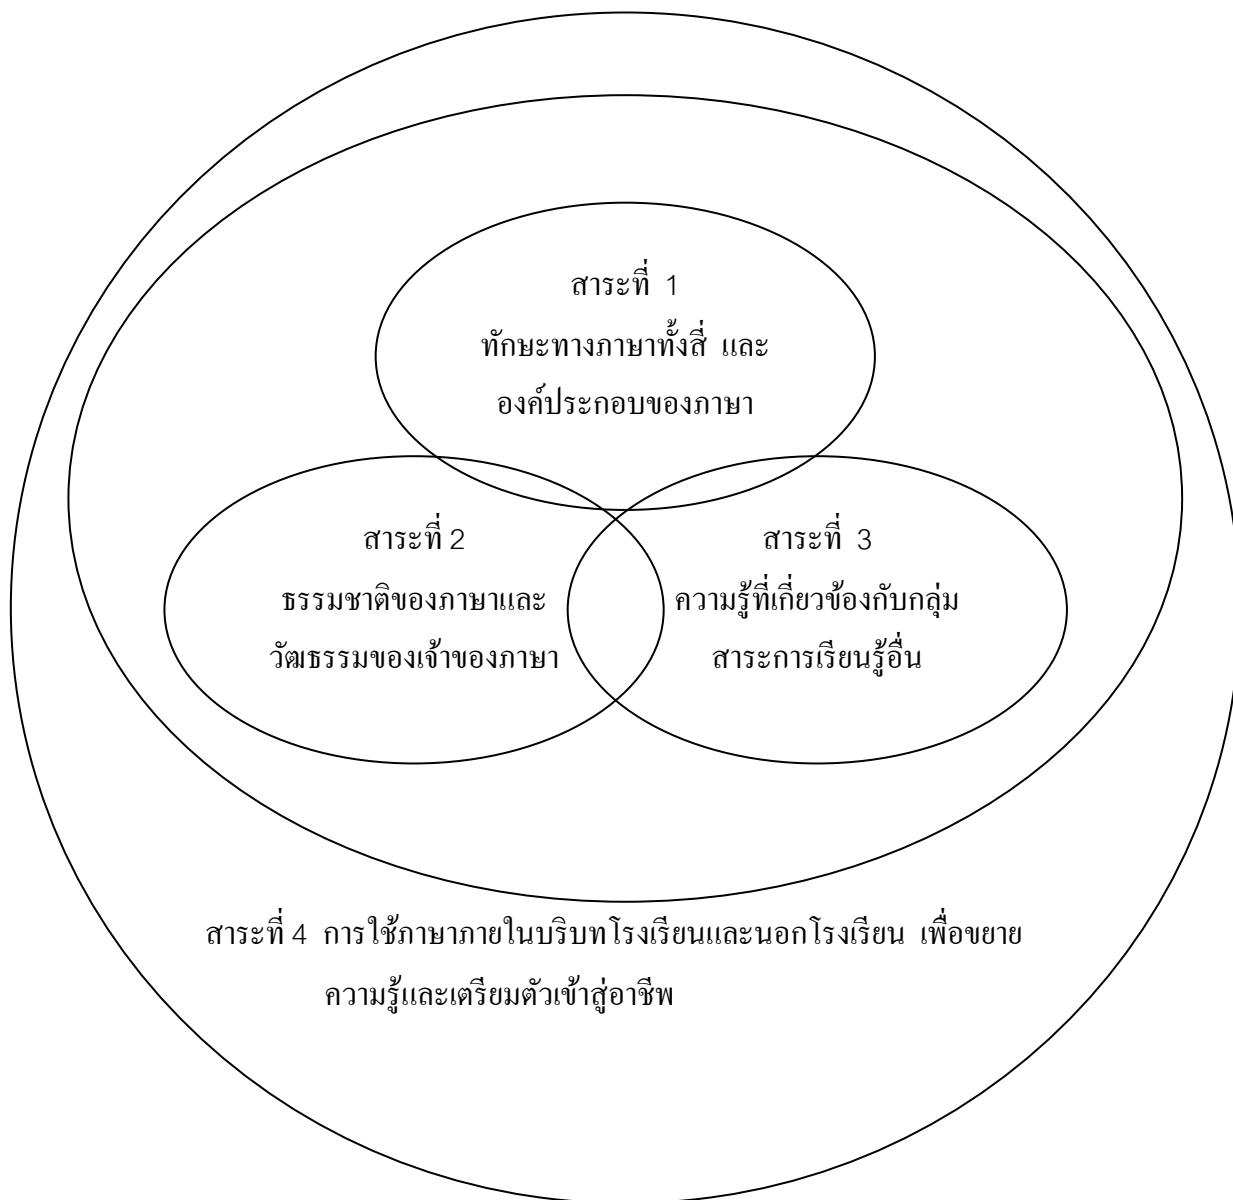 สาระที่ 1
ทักษะทางภาษาทั้งสี่ และ
องค์ประกอบของภาษา
สาระที่ 2
ธรรมชาติของภาษาและ
วัฒธรรมของเจ้าของภาษา
สาระที่ 3
ความรู้ที่เกี่ยวข้องกับกลุ่ม
สาระการเรียนรู้อื่น
สาระที่ 4 การใช้ภาษาภายในบริบทโรงเรียนและนอกโรงเรียน เพื่อขยาย
ความรู้และเตรียมตัวเข้าสู่อาชีพ